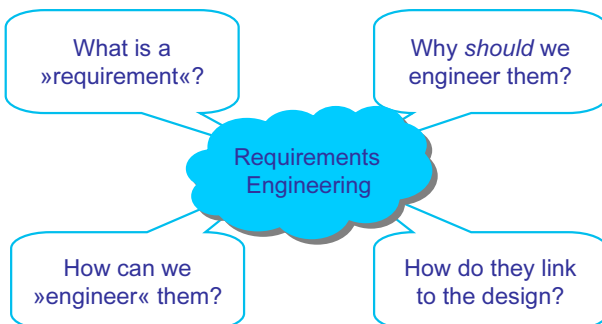 What is a
»requirement«?
Why should we
engineer them?
Requirements
Engineering
How can we
»engineer« them?
How do they link
to the design?